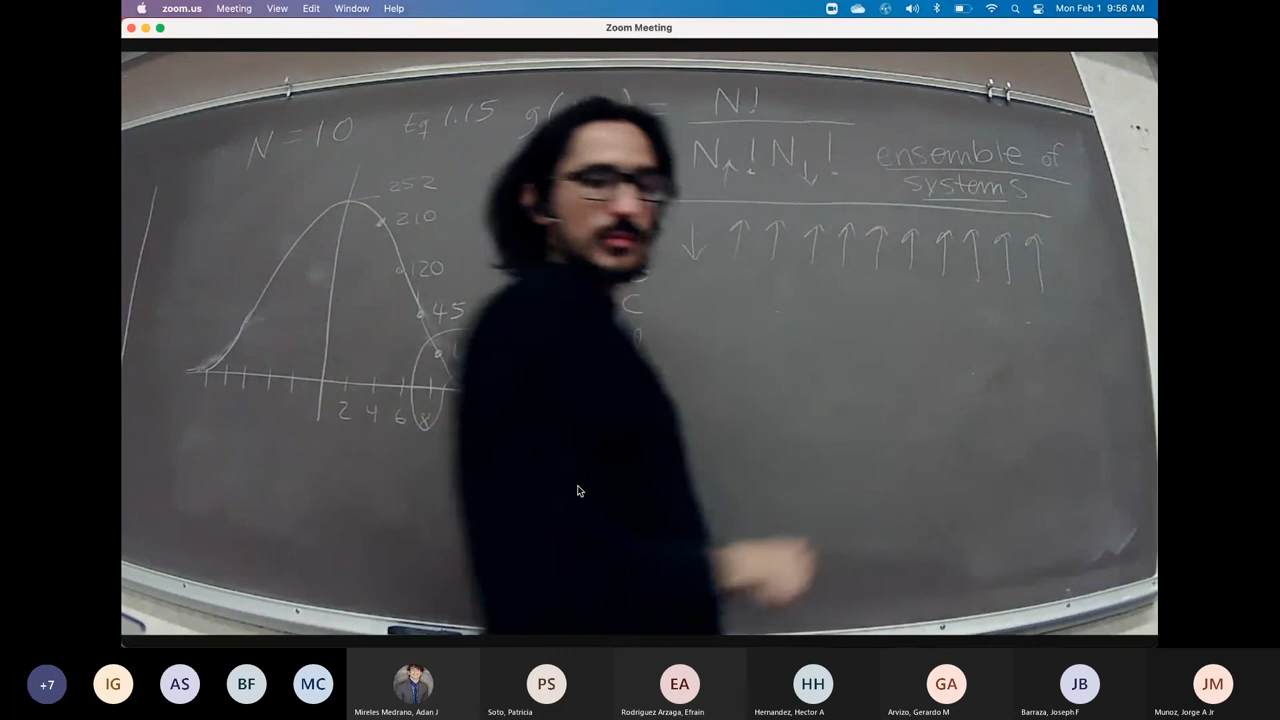 zoom.us Meeting View Edit Window Help
Mon Feb 1 9:56 AM
Zoom Meeting
N = 10 Eq 1.15 g( ) = N!
N↑! N↓!
ensemble of
systems
252
210
120
45
2 4 6 8
↓ ↑ ↑ ↑ ↑ ↑ ↑ ↑ ↑ ↑ ↑
C
+7 IG AS BF MC PS EA HH GA JB JM
Mireles Medrano, Adan J Soto, Patricia Rodriguez Arzaga, Efrain Hernandez, Hector A Arvizo, Gerardo M Barraza, Joseph F Munoz, Jorge A Jr